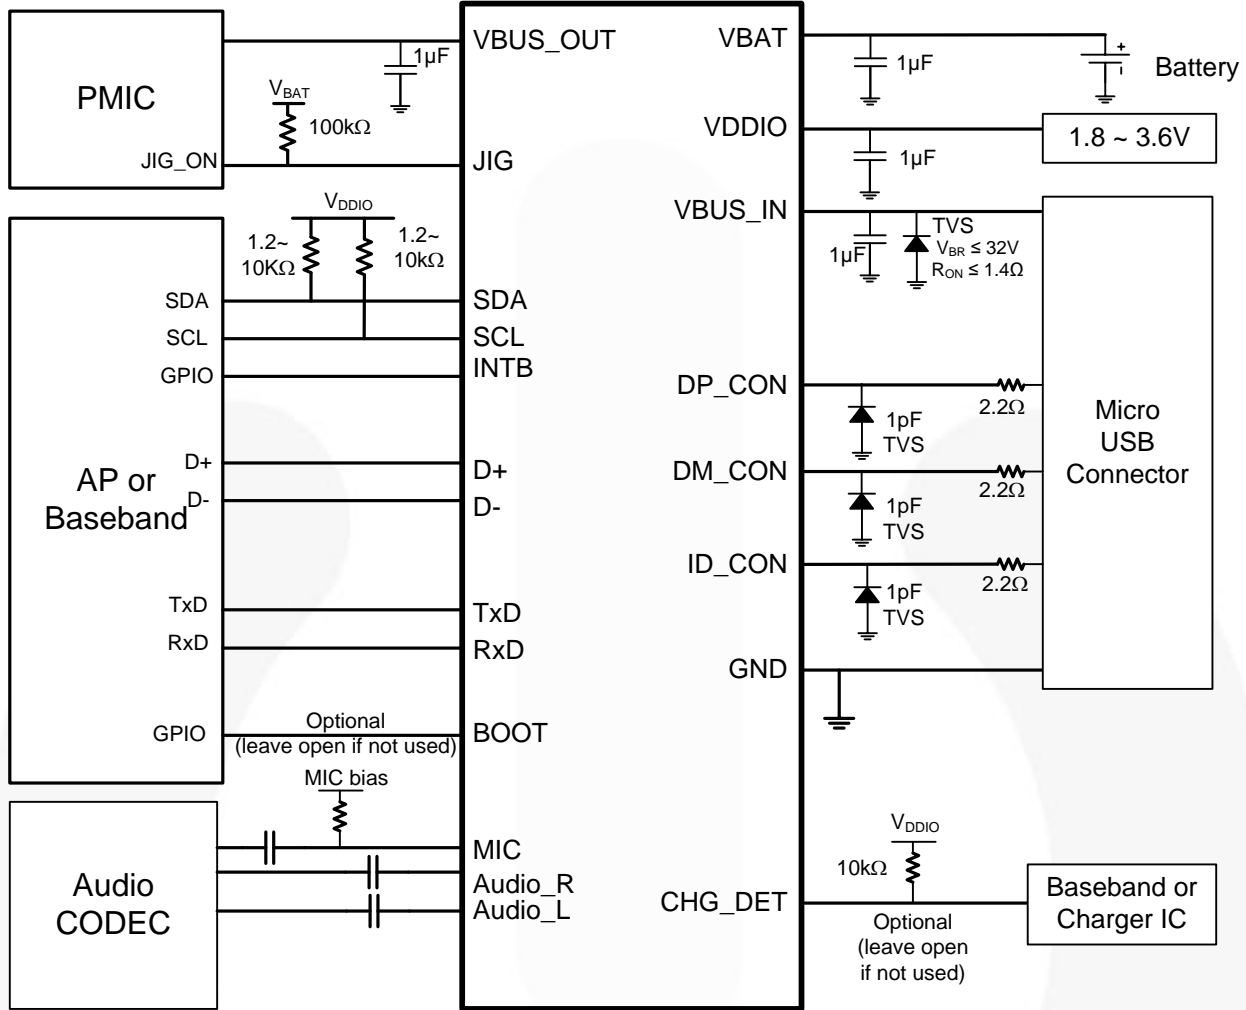 PMIC
JIG_ON
VBUS_OUT
1µF
VBAT
100kΩ
JIG
VDDIO
1.2~
10KΩ
1.2~
10kΩ
AP or
Baseband
SDA
SCL
GPIO
D+
D-
TxD
RxD
GPIO
SDA
SCL
INTB
D+
D-
TxD
RxD
BOOT
Optional
(leave open if not used)
MIC bias
Audio
CODEC
MIC
Audio_R
Audio_L
VBAT
1µF
+
Battery
VDDIO
1µF
1.8 ~ 3.6V
VBUS_IN
1µF
TVS
VBR ≤ 32V
RON ≤ 1.4Ω
DP_CON
1pF
TVS
2.2Ω
DM_CON
1pF
TVS
2.2Ω
ID_CON
1pF
TVS
2.2Ω
GND
Micro
USB
Connector
VDDIO
10kΩ
CHG_DET
Optional
(leave open
if not used)
Baseband or
Charger IC